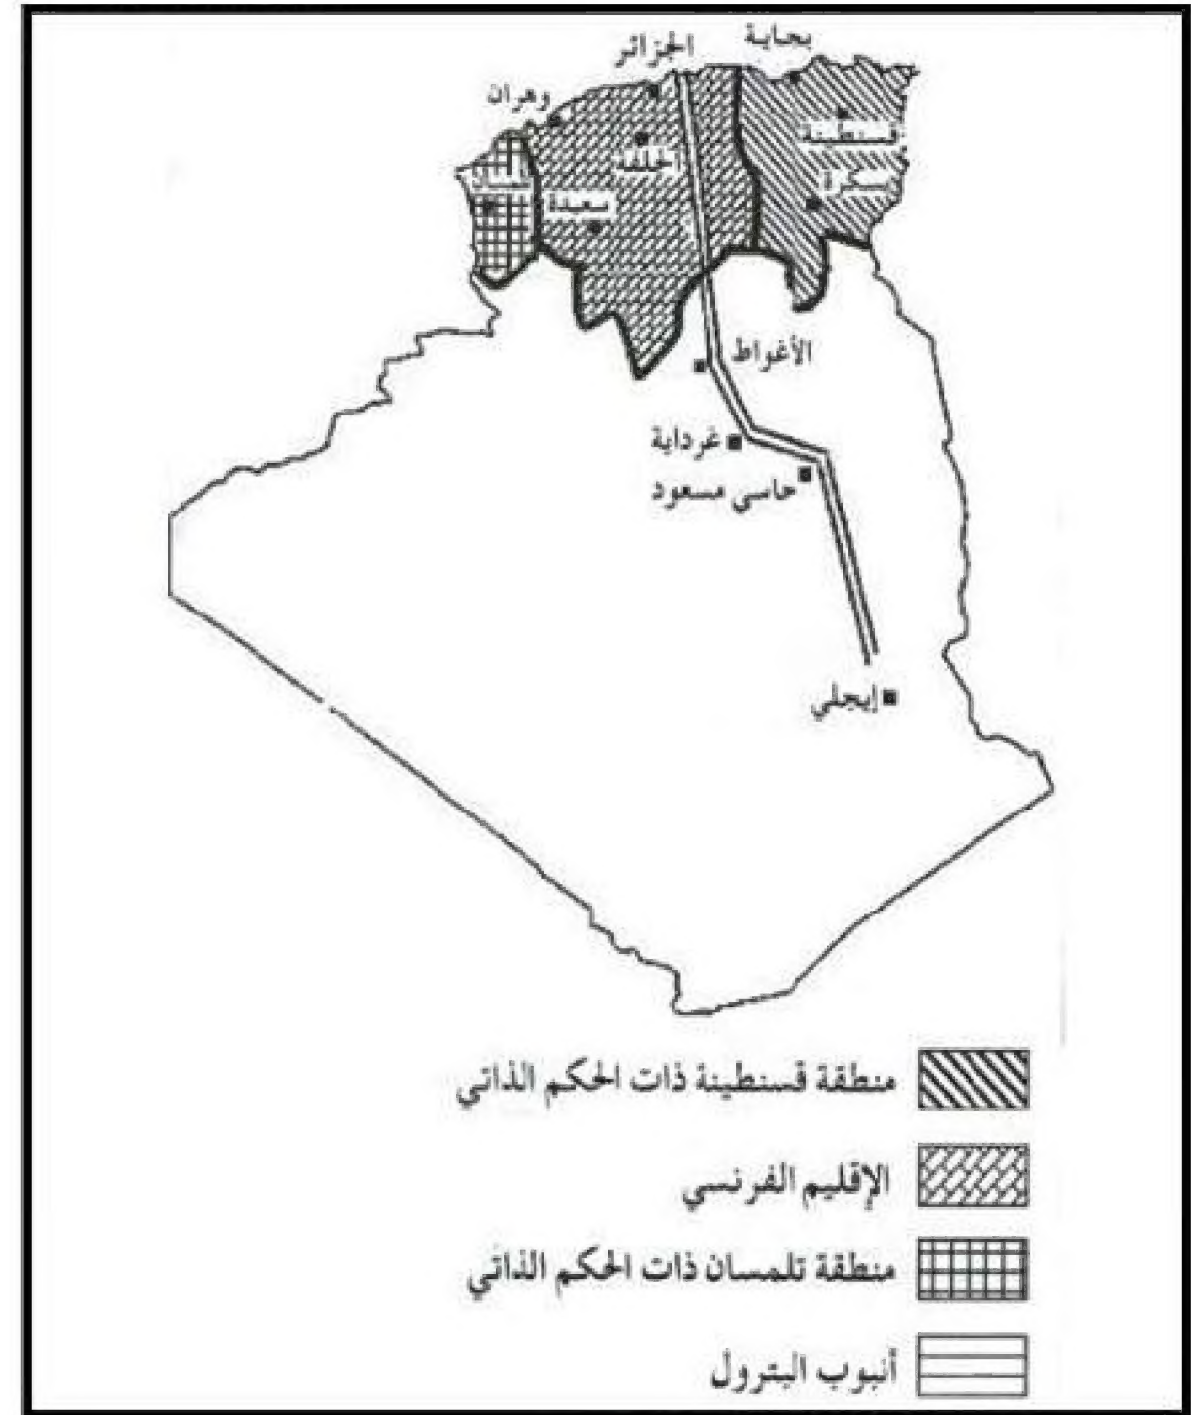 بجاية
الجزائر
وهران
قسنطينة
الجلفة
بسكرة
تلمسان
سعيدة
الأغواط
غرداية
حاسي مسعود
إيجلي
منطقة قسنطينة ذات الحكم الذاتي
الإقليم الفرنسي
منطقة تلمسان ذات الحكم الذاتي
أنبوب البترول